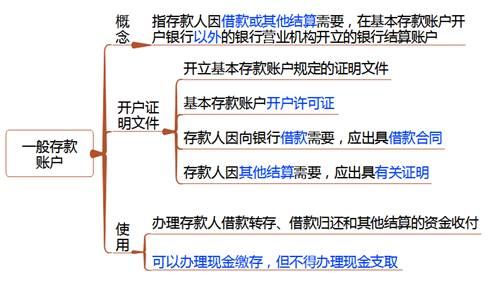 一般存款
账户
概
念
指存款人因借款或其他结算需要，在基本存款账户开
户银行以外的银行营业机构开立的银行结算账户
开户证
明文件
开立基本存款账户规定的证明文件
基本存款账户开户许可证
存款人因向银行借款需要，应出具借款合同
存款人因其他结算需要，应出具有关证明
使
用
办理存款人借款转存、借款归还和其他结算的资金收付
可以办理现金缴存，但不得办理现金支取